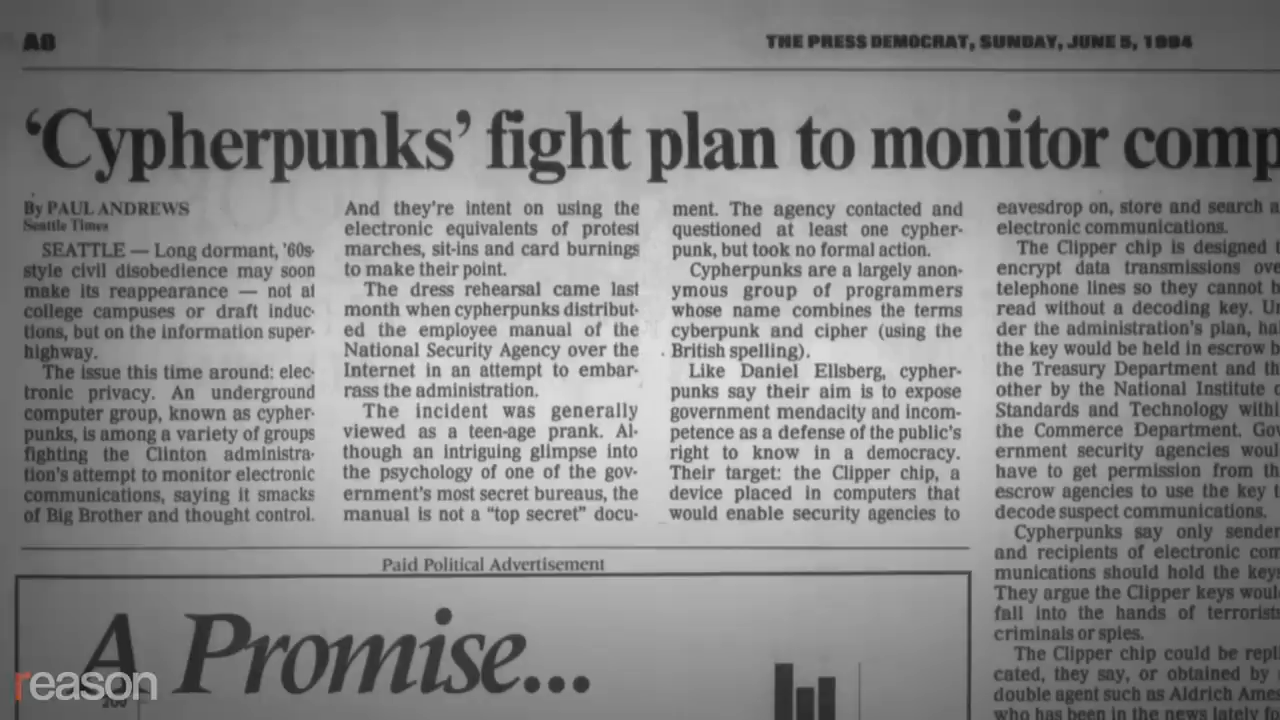 A8
THE PRESS DEMOCRAT, SUNDAY, JUNE 5, 1994
'Cypherpunks' fight plan to monitor comp
By PAUL ANDREWS
Seattle Times
SEATTLE — Long dormant, '60s-
style civil disobedience may soon
make its reappearance — not at
college campuses or draft induc-
tions, but on the information super-
highway.
The issue this time around: elec-
tronic privacy. An underground
computer group, known as cypher-
punks, is among a variety of groups
fighting the Clinton administra-
tion's attempt to monitor electronic
communications, saying it smacks
of Big Brother and thought control.
And they're intent on using the
electronic equivalents of protest
marches, sit-ins and card burnings
to make their point.
The dress rehearsal came last
month when cypherpunks distribut-
ed the employee manual of the
National Security Agency over the
Internet in an attempt to embar-
rass the administration.
The incident was generally
viewed as a teen-age prank. Al-
though an intriguing glimpse into
the psychology of one of the gov-
ernment's most secret bureaus, the
manual is not a "top secret" docu-
ment. The agency contacted and
questioned at least one cypher-
punk, but took no formal action.
Cypherpunks are a largely anon-
ymous group of programmers
whose name combines the terms
cyberpunk and cipher (using the
British spelling).
Like Daniel Ellsberg, cypher-
punks say their aim is to expose
government mendacity and incom-
petence as a defense of the public's
right to know in a democracy.
Their target: the Clipper chip, a
device placed in computers that
would enable security agencies to
eavesdrop on, store and search a
electronic communications.
The Clipper chip is designed
encrypt data transmissions ove
telephone lines so they cannot b
read without a decoding key. Un
der the administration's plan, hal
the key would be held in escrow b
the Treasury Department and th
other by the National Institute o
Standards and Technology withi
the Commerce Department. Gov
ernment security agencies woul
have to get permission from th
escrow agencies to use the key t
decode suspect communications.
Cypherpunks say only sender
and recipients of electronic com
munications should hold the key
They argue the Clipper keys woul
fall into the hands of terrorist
criminals or spies.
The Clipper chip could be repli
cated, they say, or obtained by
double agent such as Aldrich Ames
who has been in the news lately fo
Paid Political Advertisement
A Promise...
200
reason